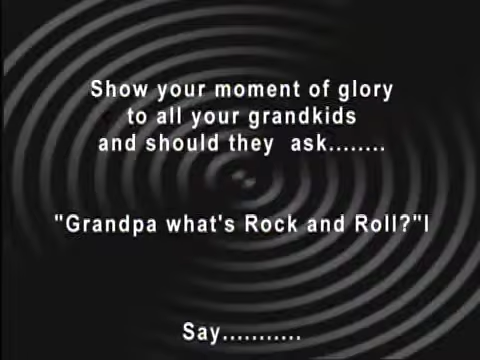 Show your moment of glory
to all your grandkids
and should they  ask........
"Grandpa what's Rock and Roll?"I
Say...........